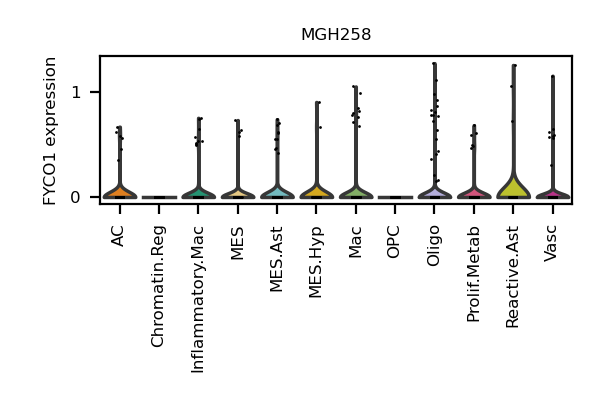 MGH258
FYCO1 expression
1
0
AC
Chromatin.Reg
Inflammatory.Mac
MES
MES.Ast
MES.Hyp
Mac
OPC
Oligo
Prolif.Metab
Reactive.Ast
Vasc